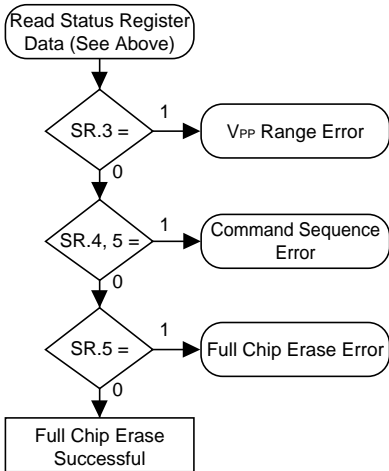 Read Status Register
Data (See Above)
1
SR.3 =
VPP Range Error
0
1
SR.4, 5 =
Command Sequence
Error
0
1
SR.5 =
Full Chip Erase Error
0
Full Chip Erase
Successful